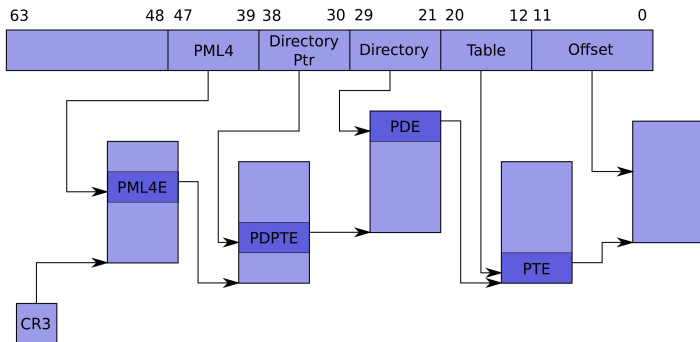 63 48 47 39 38 30 29 21 20 12 11 0
PML4 Directory Ptr Directory Table Offset
PDE
PML4E
PDPTE
PTE
CR3